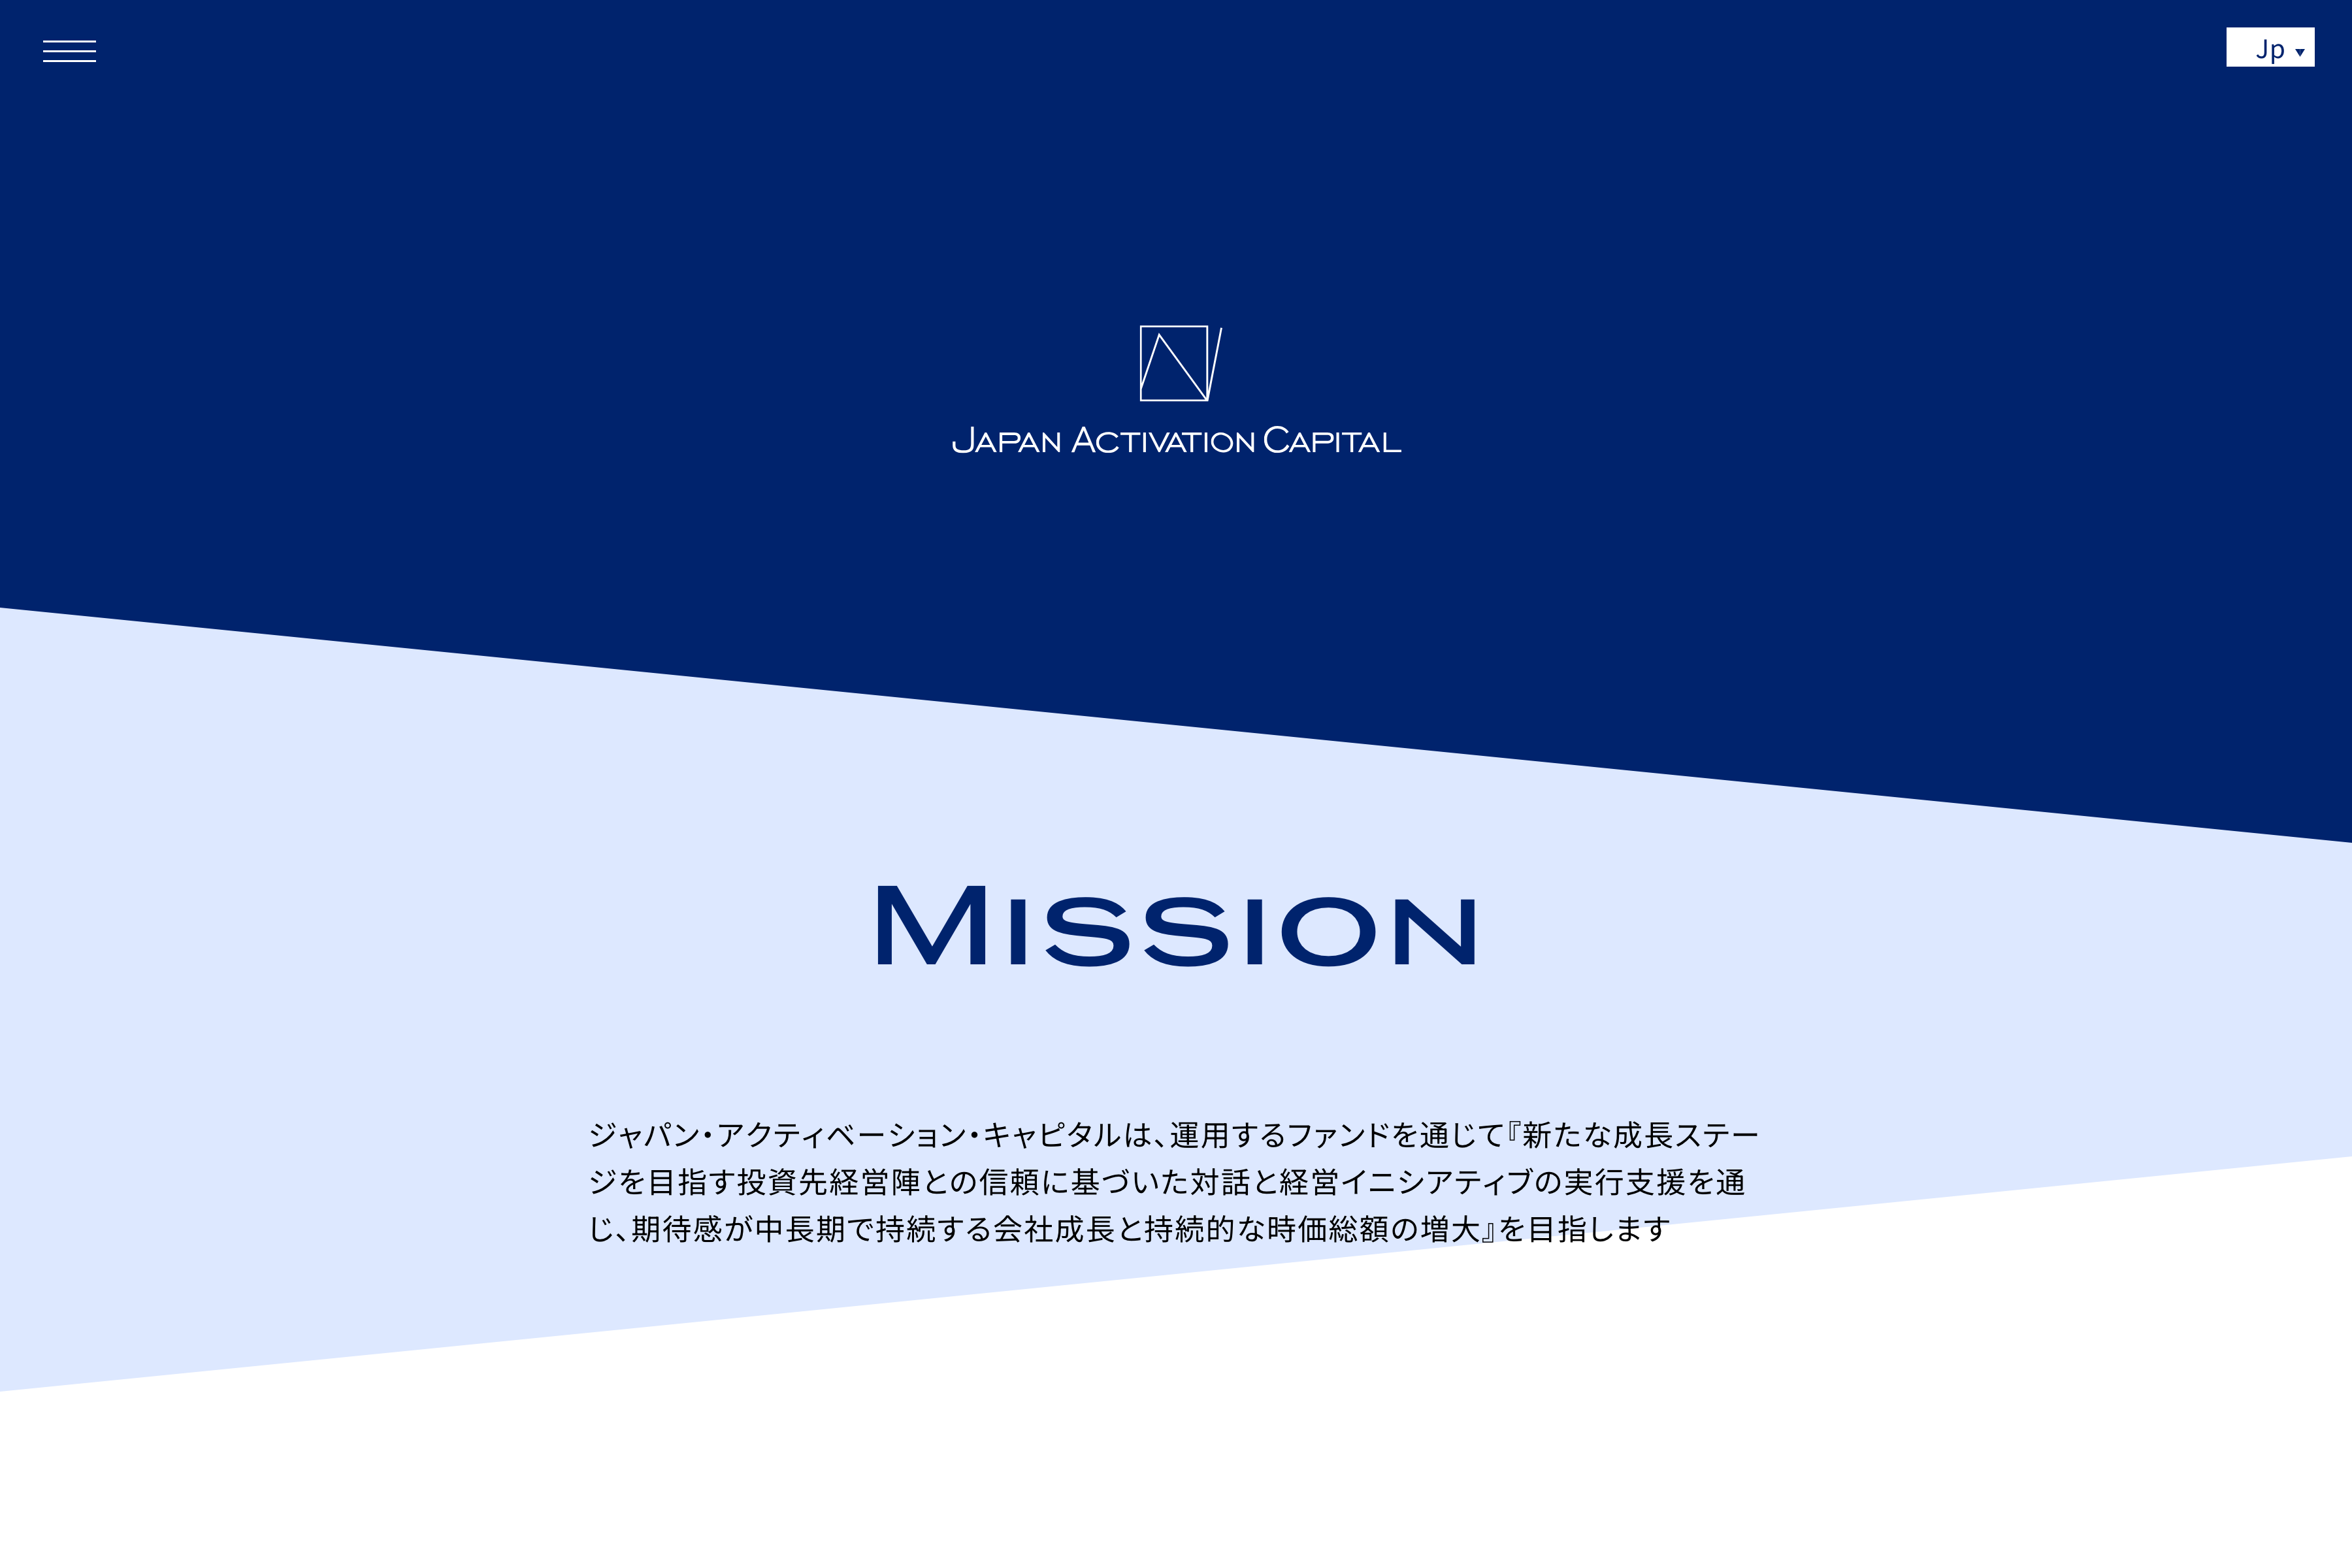 Jp ▼
JAPAN ACTIVATION CAPITAL
MISSION
ジャパン・アクティベーション・キャピタルは、運用するファンドを通じて『新たな成長ステー
ジを目指す投資先経営陣との信頼に基づいた対話と経営イニシアティブの実行支援を通
じ、期待感が中長期で持続する会社成長と持続的な時価総額の増大』を目指します